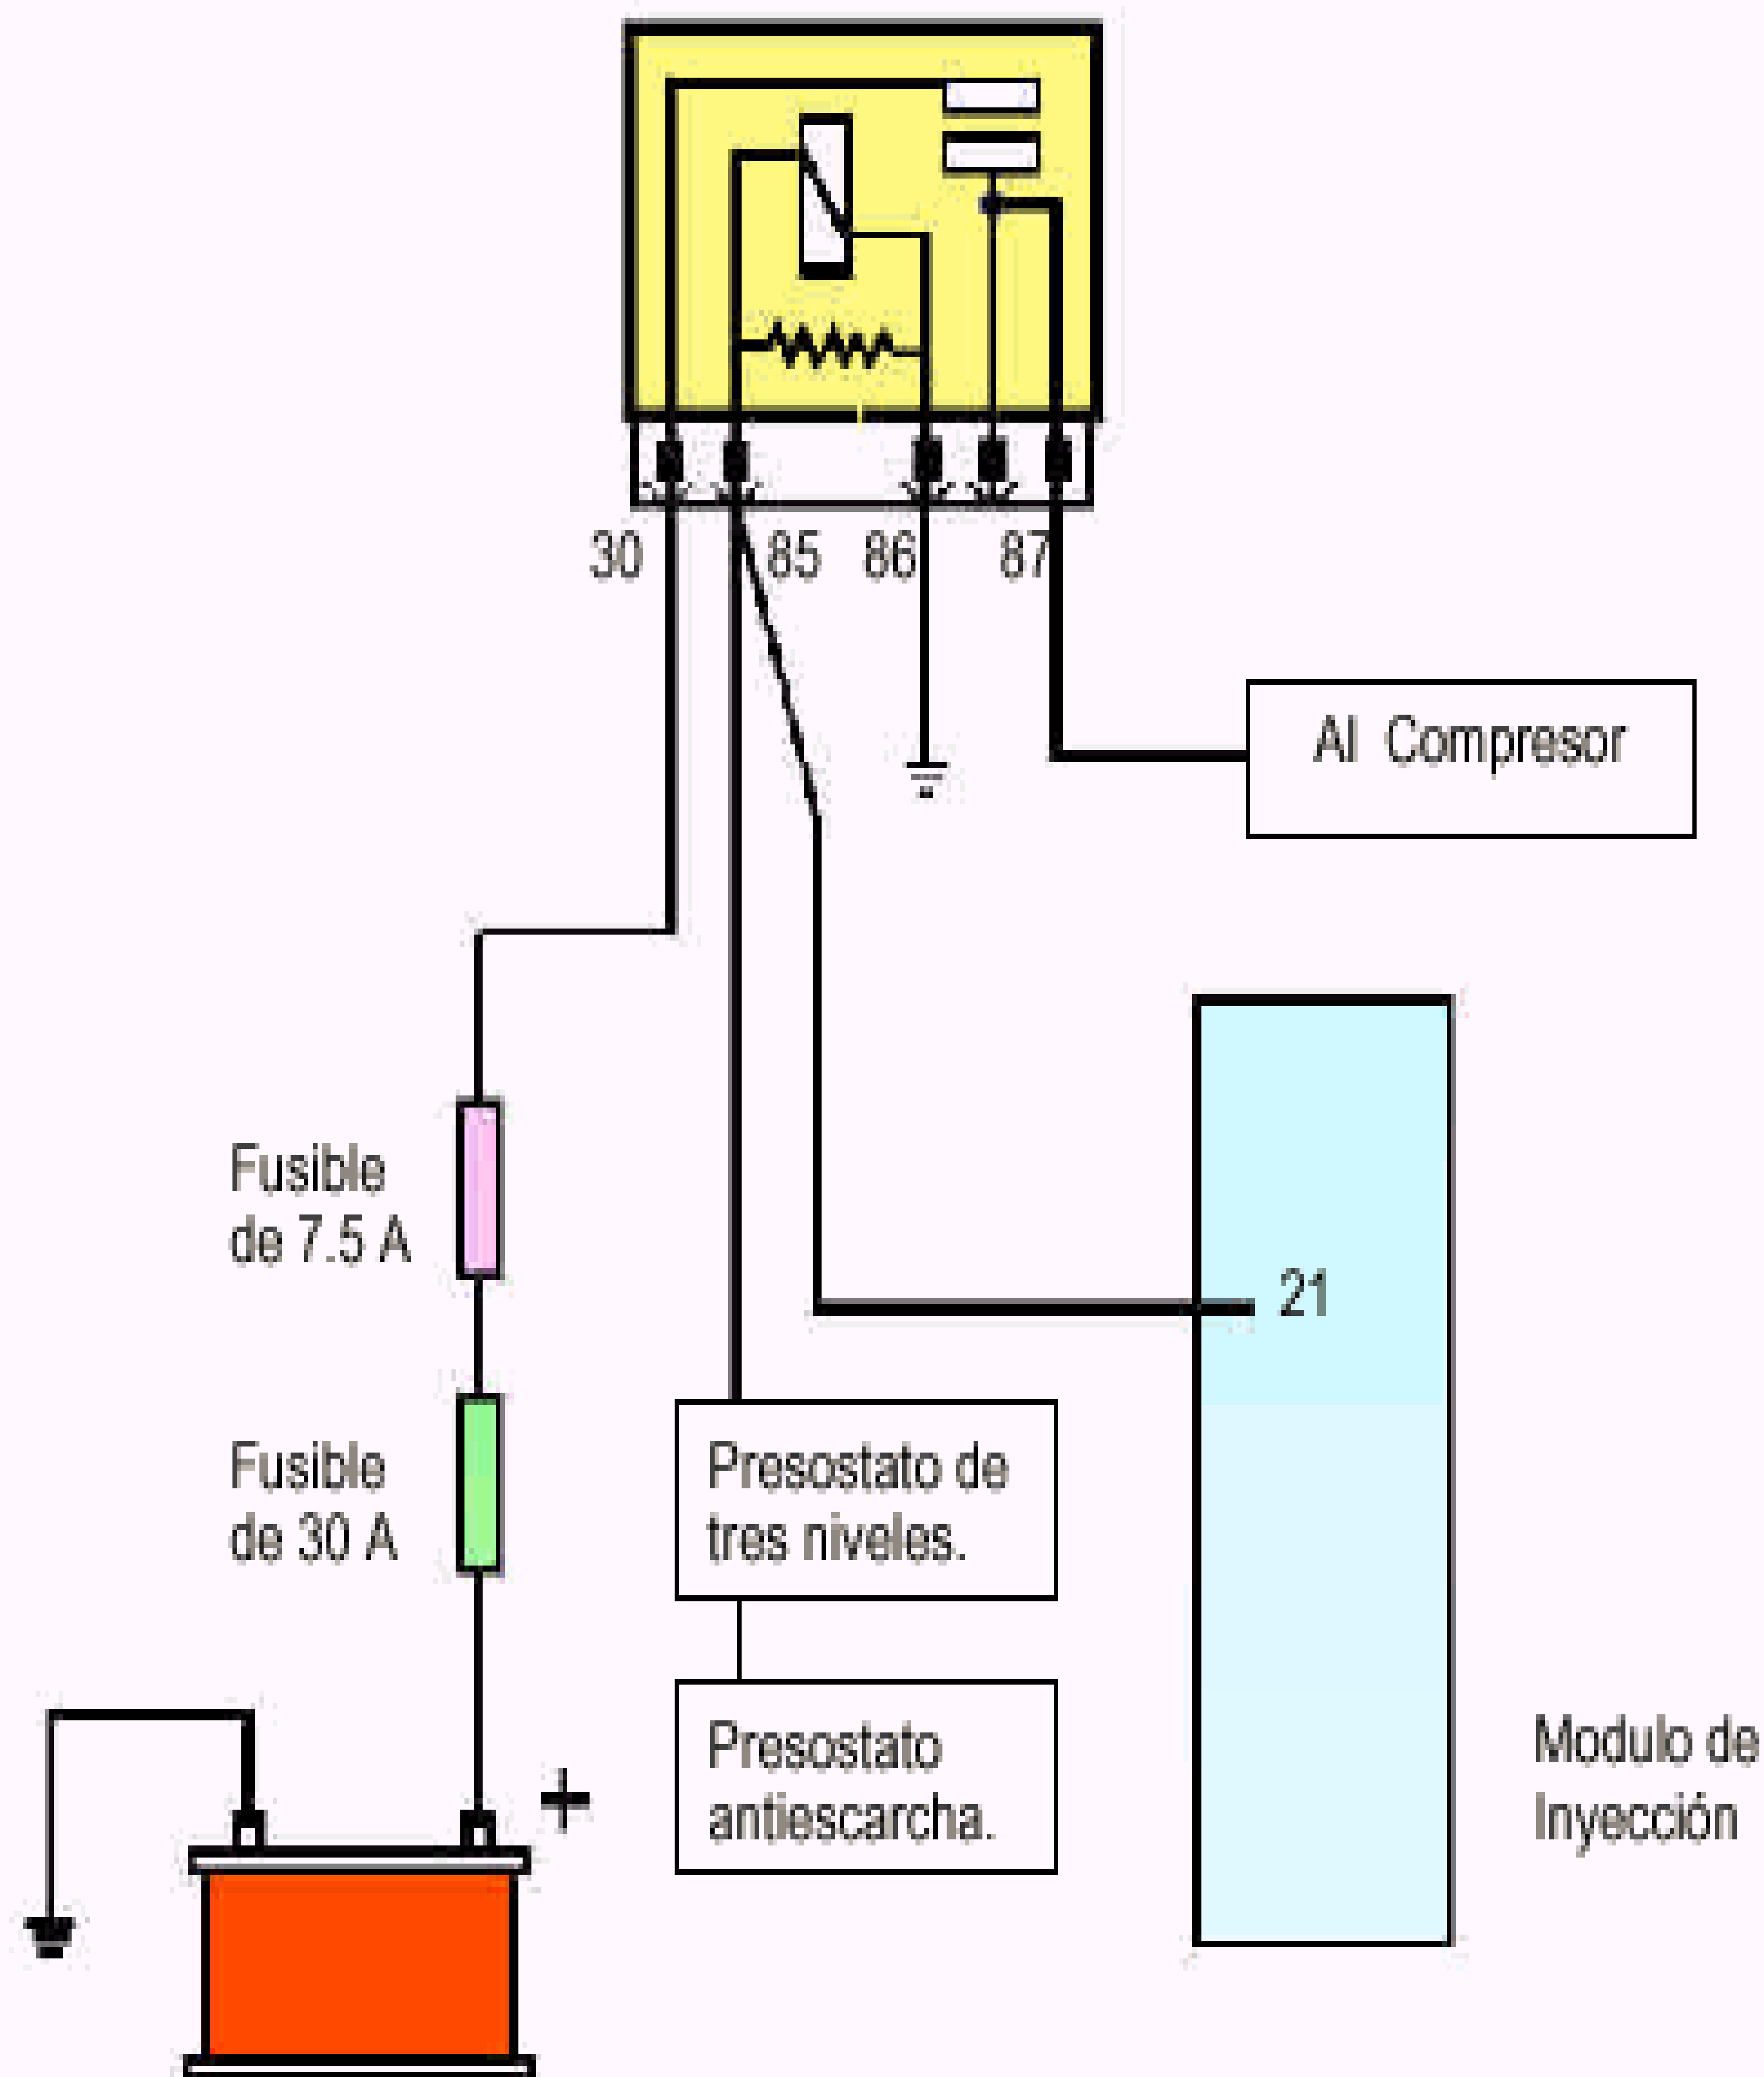 30
85
86
87
Al Compresor
Fusible
de 7.5 A
21
Fusible
de 30 A
Presostato de
tres niveles.
Presostato
antiescarcha.
Modulo de
Inyección
+